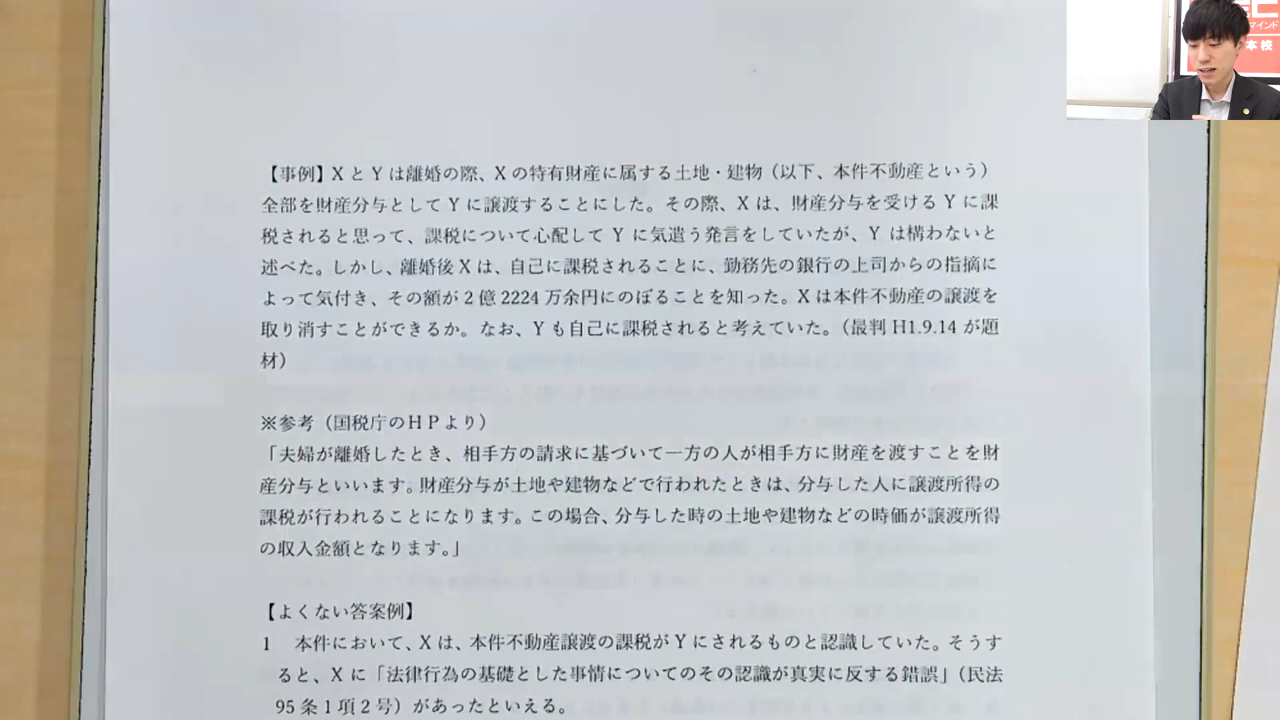 マインド
本校
【事例】XとYは離婚の際、Xの特有財産に属する土地・建物（以下、本件不動産という）
全部を財産分与としてYに譲渡することにした。その際、Xは、財産分与を受けるYに課
税されると思って、課税について心配してYに気遣う発言をしていたが、Yは構わないと
述べた。しかし、離婚後Xは、自己に課税されることに、勤務先の銀行の上司からの指摘に
よって気付き、その額が2億2224万余円にのぼることを知った。Xは本件不動産の譲渡を
取り消すことができるか。なお、Yも自己に課税されると考えていた。（最判H1.9.14が題
材）
※参考（国税庁のＨＰより）
「夫婦が離婚したとき、相手方の請求に基づいて一方の人が相手方に財産を渡すことを財
産分与といいます。財産分与が土地や建物などで行われたときは、分与した人に譲渡所得の
課税が行われることになります。この場合、分与した時の土地や建物などの時価が譲渡所得
の収入金額となります。」
【よくない答案例】
1　本件において、Xは、本件不動産譲渡の課税がYにされるものと認識していた。そうす
ると、Xに「法律行為の基礎とした事情についてのその認識が真実に反する錯誤」（民法
95条1項2号）があったといえる。